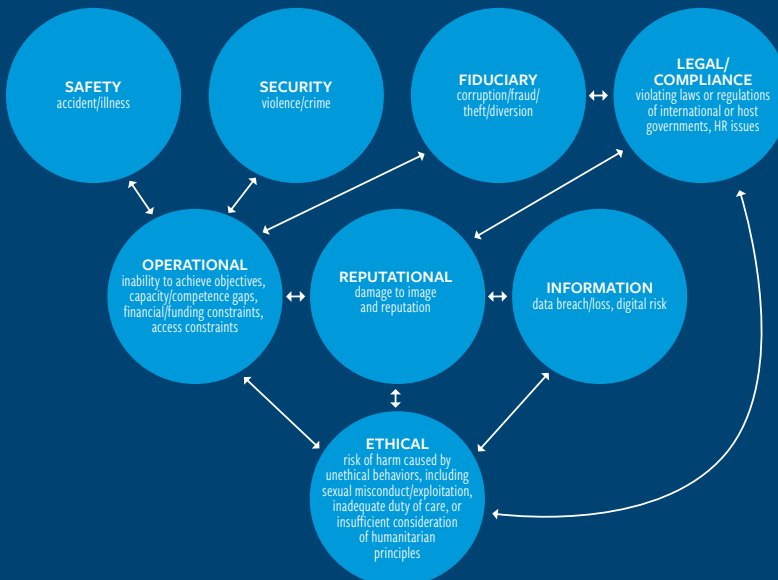 SAFETY
accident/illness
SECURITY
violence/crime
FIDUCIARY
corruption/fraud/
theft/diversion
LEGAL/
COMPLIANCE
violating laws or regulations
of international or host
governments, HR issues
OPERATIONAL
inability to achieve objectives,
capacity/competence gaps,
financial/funding constraints,
access constraints
REPUTATIONAL
damage to image
and reputation
INFORMATION
data breach/loss, digital risk
ETHICAL
risk of harm caused by
unethical behaviors, including
sexual misconduct/exploitation,
inadequate duty of care, or
insufficient consideration
of humanitarian
principles